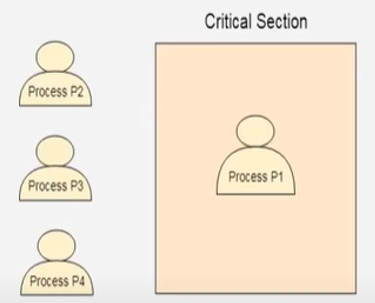 Critical Section
Process P2
Process P1
Process P3
Process P4